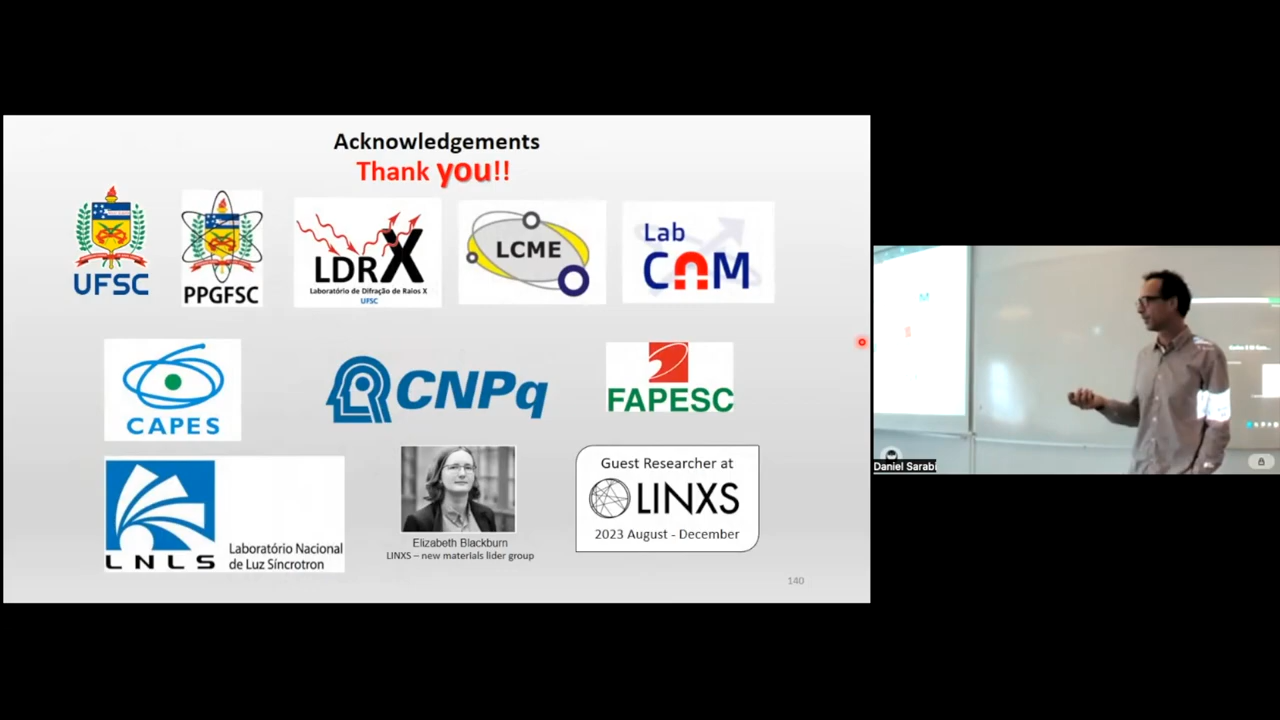 Acknowledgements
Thank you!!
UFSC
PPGFSC
LDRX
Laboratório de Difração de Raios X
UFSC
LCME
Lab
CAM
CAPES
CNPq
FAPESC
LNLS
Laboratório Nacional
de Luz Síncrotron
Elizabeth Blackburn
LINXS – new materials lider group
Guest Researcher at
LINXS
2023 August - December
140
Daniel Sarabi